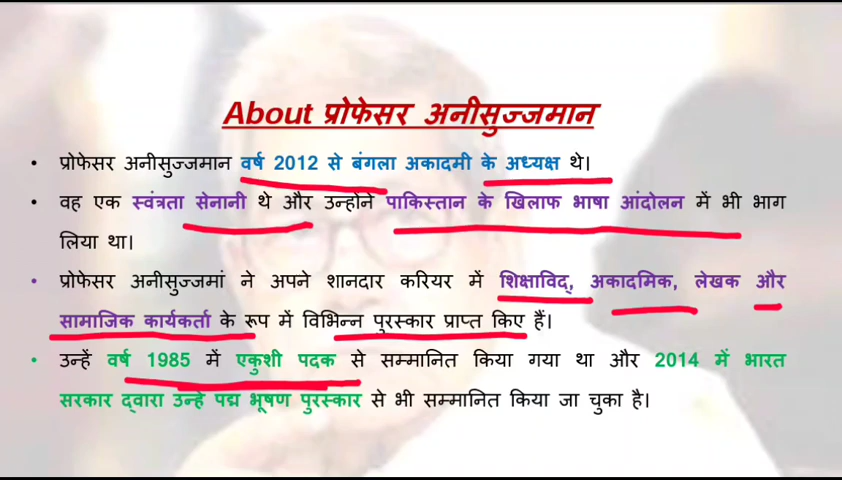 About प्रोफेसर अनीसुज्जमान
• प्रोफेसर अनीसुज्जमान वर्ष 2012 से बंगला अकादमी के अध्यक्ष थे।
• वह एक स्वंत्रता सेनानी थे और उन्होने पाकिस्तान के खिलाफ भाषा आंदोलन में भी भाग
लिया था।
• प्रोफेसर अनीसुज्जमां ने अपने शानदार करियर में शिक्षाविद्, अकादमिक, लेखक और
सामाजिक कार्यकर्ता के रूप में विभिन्न पुरस्कार प्राप्त किए हैं।
• उन्हें वर्ष 1985 में एकुशी पदक से सम्मानित किया गया था और 2014 में भारत
सरकार द्वारा उन्हे पद्म भूषण पुरस्कार से भी सम्मानित किया जा चुका है।